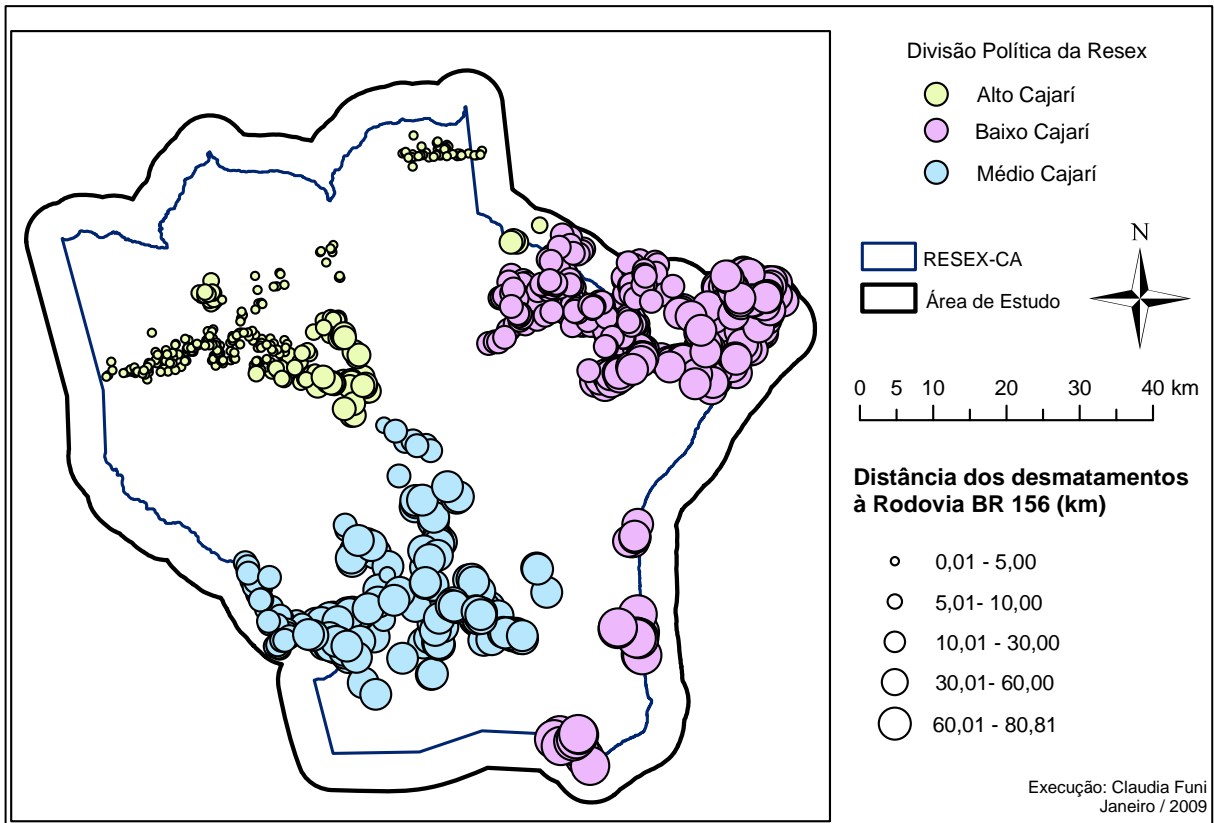 Divisão Política da Resex
Alto Cajarí
Baixo Cajarí
Médio Cajarí
N
RESEX-CA
Área de Estudo
0 5 10 20 30 40 km
Distância dos desmatamentos
à Rodovia BR 156 (km)
0,01 - 5,00
5,01- 10,00
10,01 - 30,00
30,01- 60,00
60,01 - 80,81
Execução: Claudia Funi
Janeiro / 2009